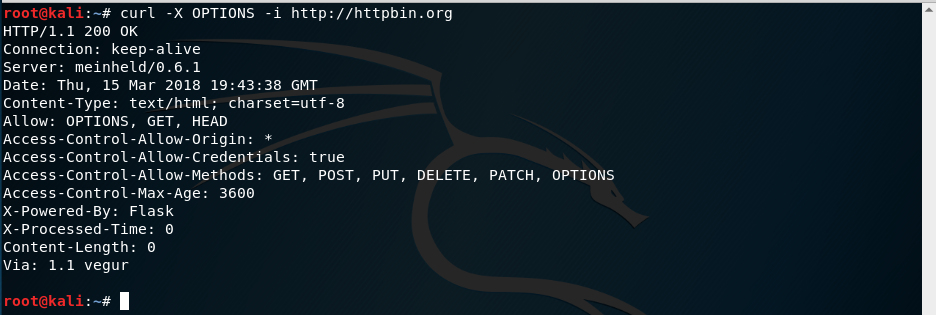 root@kali:~# curl -X OPTIONS -i http://httpbin.org
HTTP/1.1 200 OK
Connection: keep-alive
Server: meinheld/0.6.1
Date: Thu, 15 Mar 2018 19:43:38 GMT
Content-Type: text/html; charset=utf-8
Allow: OPTIONS, GET, HEAD
Access-Control-Allow-Origin: *
Access-Control-Allow-Credentials: true
Access-Control-Allow-Methods: GET, POST, PUT, DELETE, PATCH, OPTIONS
Access-Control-Max-Age: 3600
X-Powered-By: Flask
X-Processed-Time: 0
Content-Length: 0
Via: 1.1 vegur
root@kali:~#